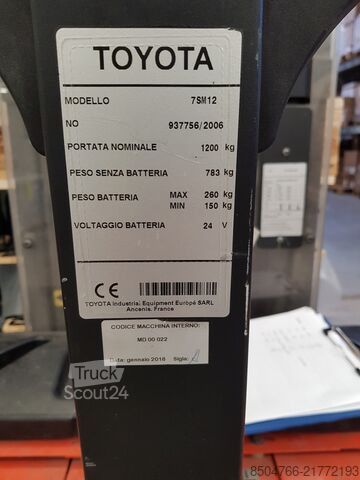 TOYOTA
MODELLO 7SM12
NO 937756/2006
PORTATA NOMINALE 1200 kg
PESO SENZA BATTERIA 783 kg
PESO BATTERIA MAX 260 kg
MIN 150 kg
VOLTAGGIO BATTERIA 24 V
CE
TOYOTA Industrial Equipment Europe SARL
Ancenis, France
CODICE MACCHINA INTERNO:
MD 00 022
Data: gennaio 2018 Sigla:
Truck
Scout24
8504766-21772193